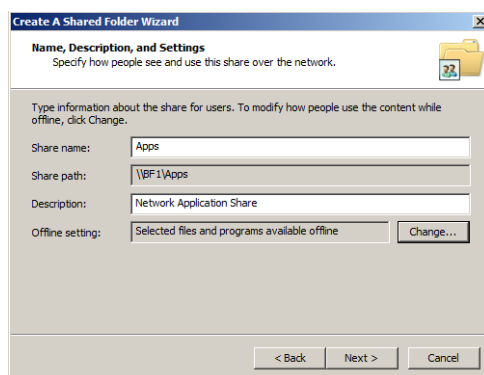 Create A Shared Folder Wizard
Name, Description, and Settings
Specify how people see and use this share over the network.
Type information about the share for users. To modify how people use the content while
offline, click Change.
Share name: Apps
Share path: \\BF1\Apps
Description: Network Application Share
Offline setting: Selected files and programs available offline Change...
< Back Next > Cancel